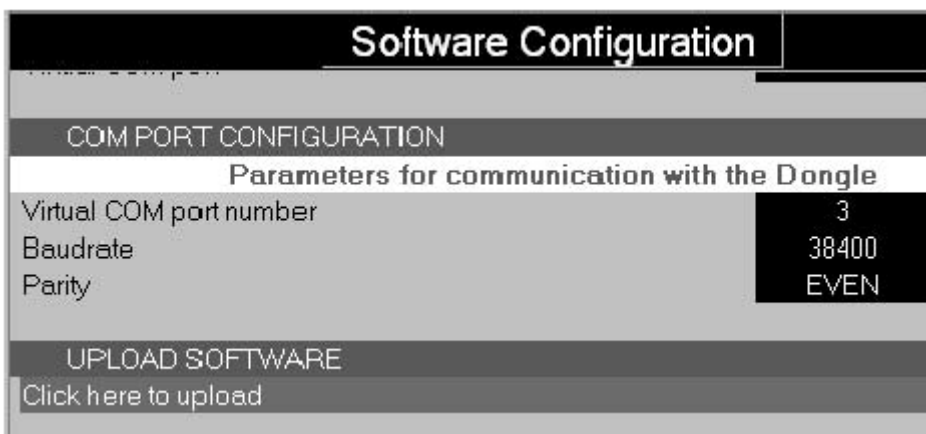 Software Configuration
COM PORT CONFIGURATION
Parameters for communication with the Dongle
Virtual COM port number 3
Baudrate 38400
Parity EVEN
UPLOAD SOFTWARE
Click here to upload